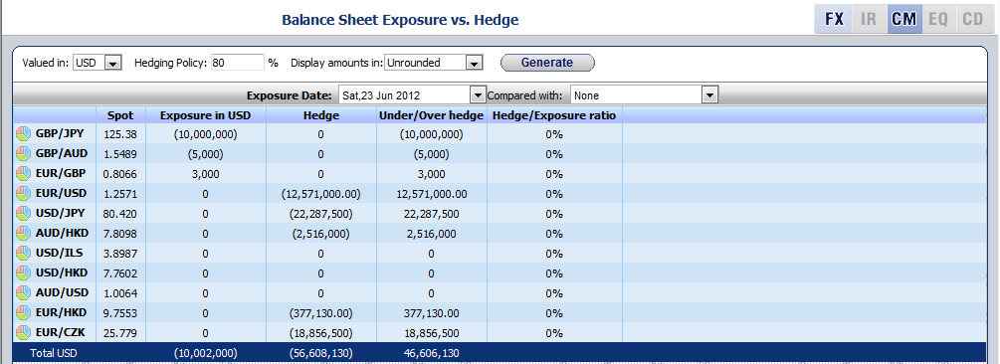 Balance Sheet Exposure vs. Hedge FX IR CM EQ CD
Valued in: USD Hedging Policy: 80 % Display amounts in: Unrounded Generate
Exposure Date: Sat,23 Jun 2012 Compared with: None
Spot Exposure in USD Hedge Under/Over hedge Hedge/Exposure ratio
GBP/JPY 125.38 (10,000,000) 0 (10,000,000) 0%
GBP/AUD 1.5489 (5,000) 0 (5,000) 0%
EUR/GBP 0.8066 3,000 0 3,000 0%
EUR/USD 1.2571 0 (12,571,000.00) 12,571,000.00 0%
USD/JPY 80.420 0 (22,287,500) 22,287,500 0%
AUD/HKD 7.8098 0 (2,516,000) 2,516,000 0%
USD/ILS 3.8987 0 0 0 0%
USD/HKD 7.7602 0 0 0 0%
AUD/USD 1.0064 0 0 0 0%
EUR/HKD 9.7553 0 (377,130.00) 377,130.00 0%
EUR/CZK 25.779 0 (18,856,500) 18,856,500 0%
Total USD (10,002,000) (56,608,130) 46,606,130